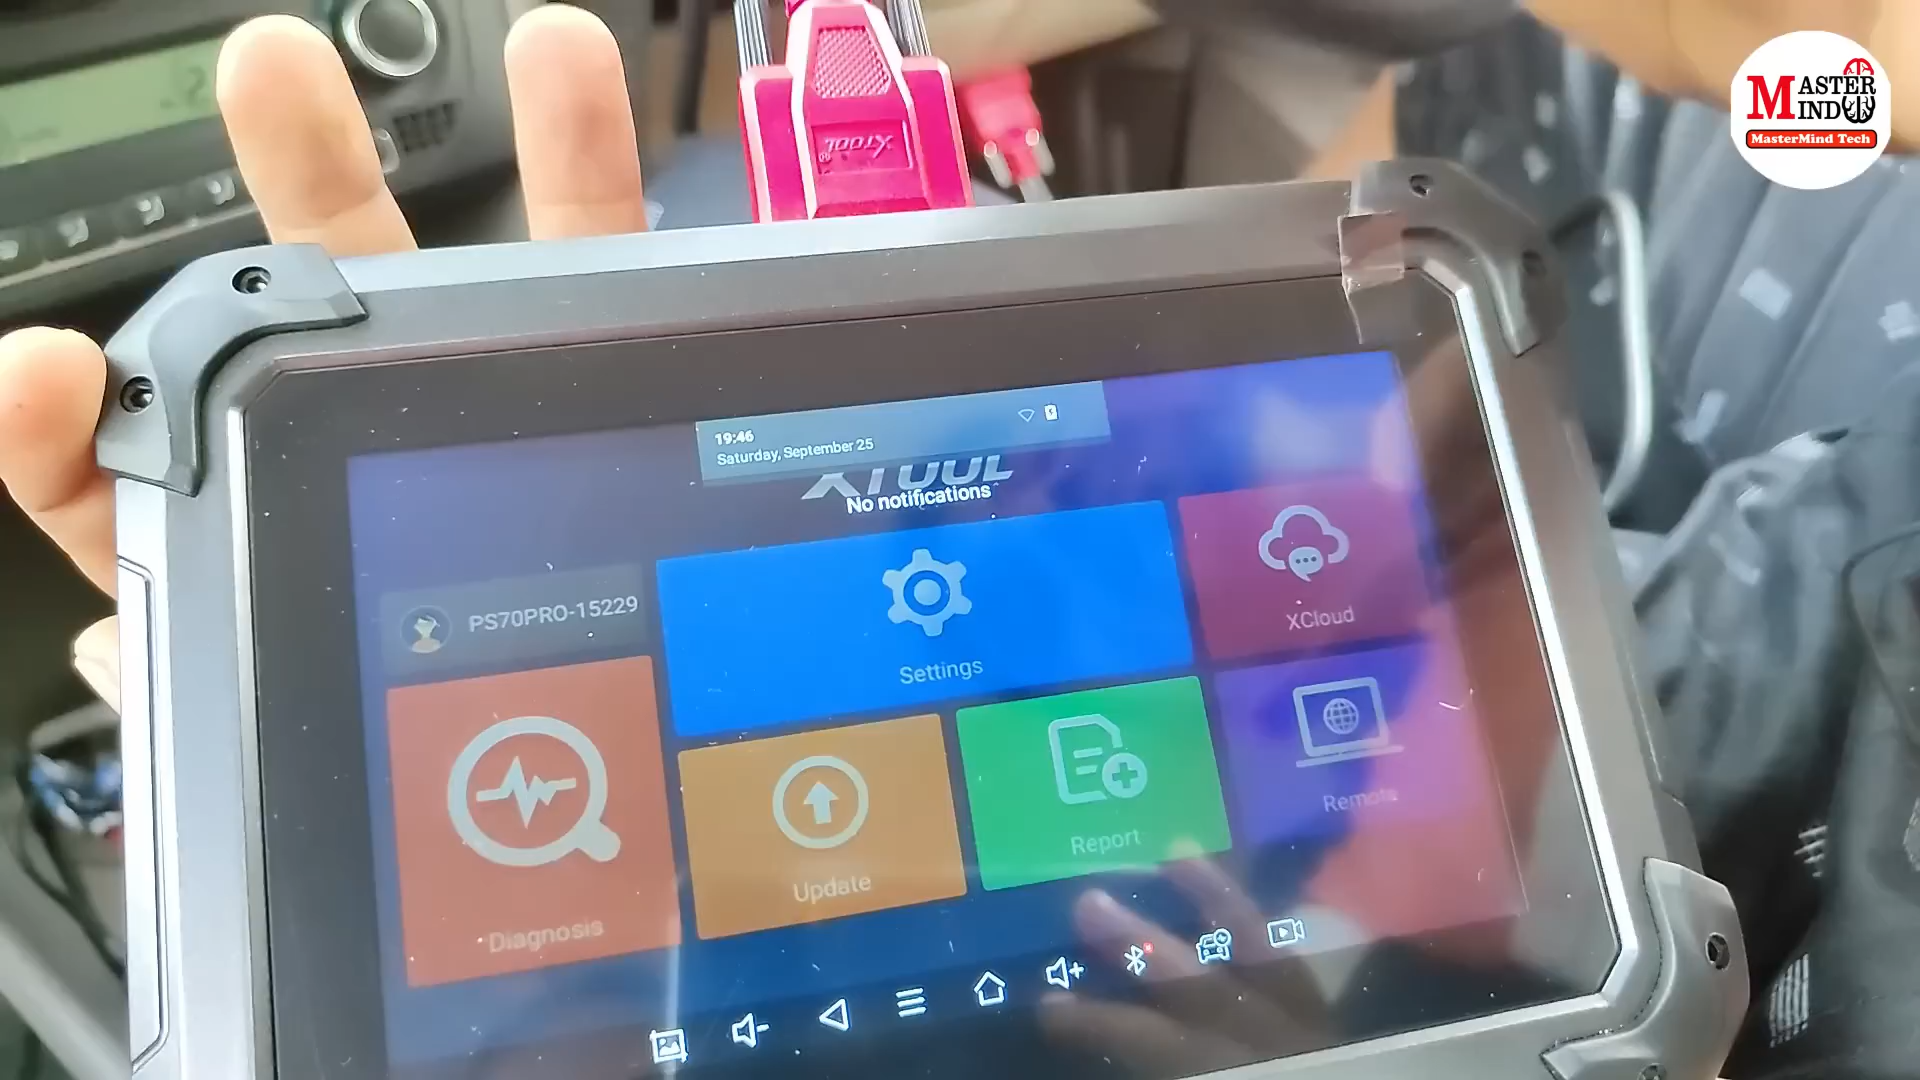 MASTER
MIND
MasterMind Tech
XTOOL
19:46
Saturday, September 25
XTOOL
No notifications
PS70PRO-15229
Settings
XCloud
Diagnosis
Update
Report
Remote